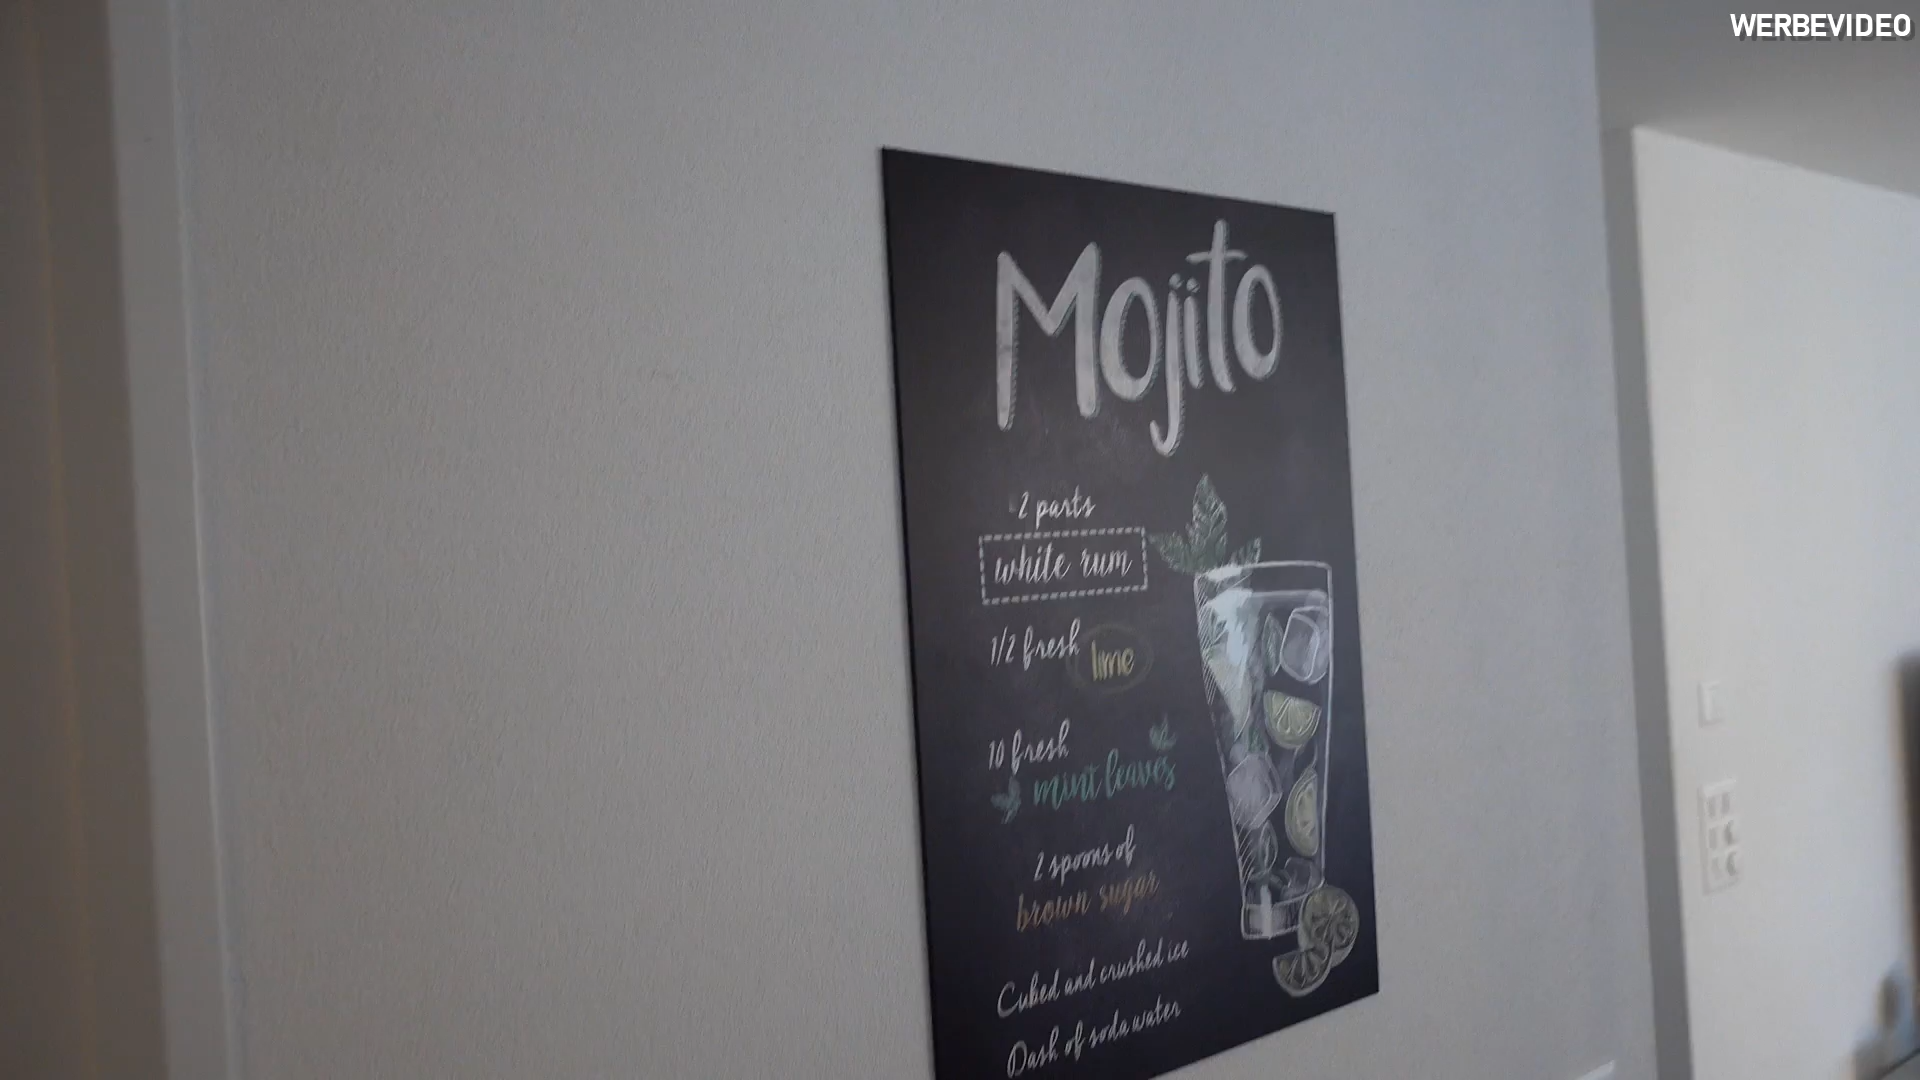 WERBEVIDEO
Mojito
2 parts
white rum
1/2 fresh lime
10 fresh
mint leaves
2 spoons of
brown sugar
Cubed and crushed ice
Dash of soda water